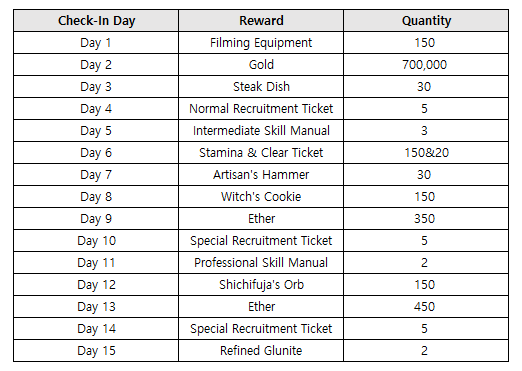 Check-In Day Reward Quantity
Day 1 Filming Equipment 150
Day 2 Gold 700,000
Day 3 Steak Dish 30
Day 4 Normal Recruitment Ticket 5
Day 5 Intermediate Skill Manual 3
Day 6 Stamina & Clear Ticket 150&20
Day 7 Artisan's Hammer 30
Day 8 Witch's Cookie 150
Day 9 Ether 350
Day 10 Special Recruitment Ticket 5
Day 11 Professional Skill Manual 2
Day 12 Shichifuja's Orb 150
Day 13 Ether 450
Day 14 Special Recruitment Ticket 5
Day 15 Refined Glunite 2